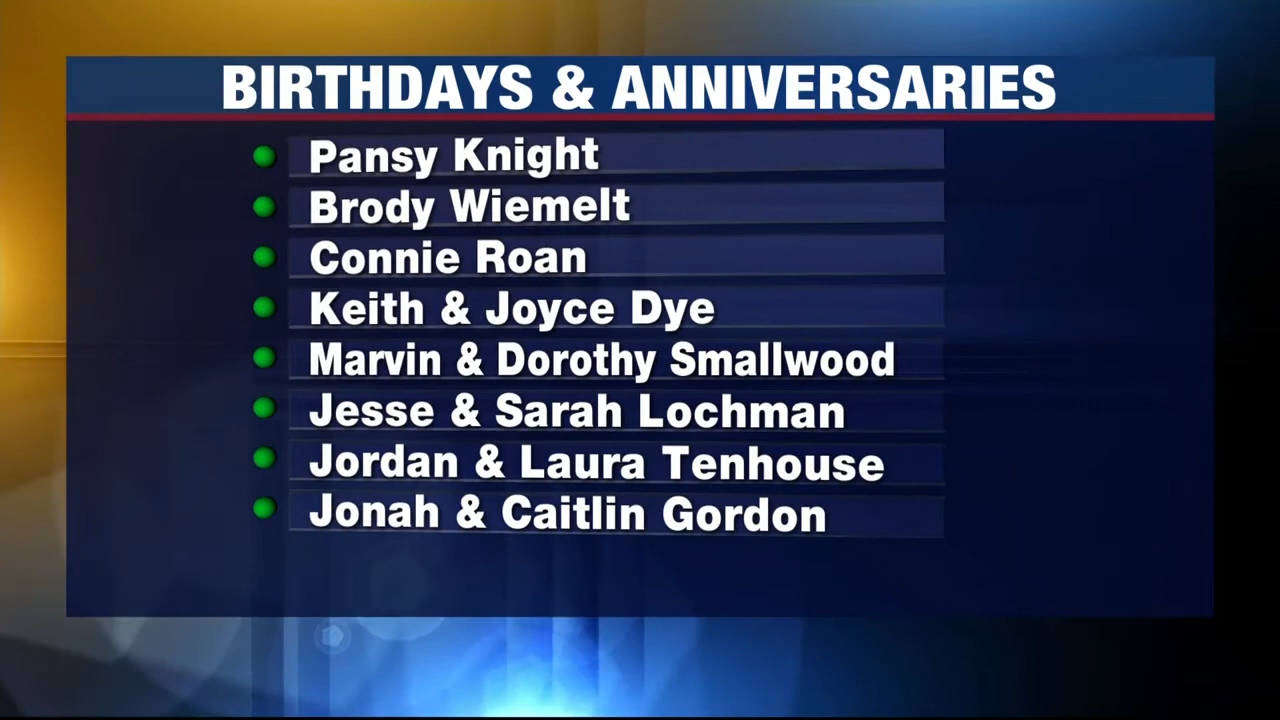 BIRTHDAYS & ANNIVERSARIES
Pansy Knight
Brody Wiemelt
Connie Roan
Keith & Joyce Dye
Marvin & Dorothy Smallwood
Jesse & Sarah Lochman
Jordan & Laura Tenhouse
Jonah & Caitlin Gordon